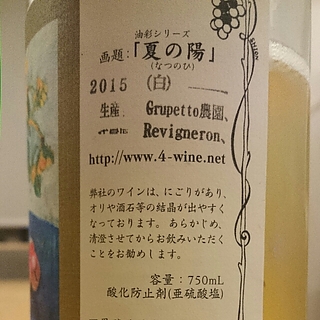 油彩シリーズ
画題:「夏の陽」
(なつのひ)
2015 (白)
生産、 Grupetto農園、
Revigneron、
http://www.4-wine.net
弊社のワインは、にごりがあり、
オリや酒石等の結晶が出やすく
なっております。あらかじめ、
清澄させてからお飲みいただく
ことをお勧めします。
容量:750mL
酸化防止剤(亜硫酸塩)